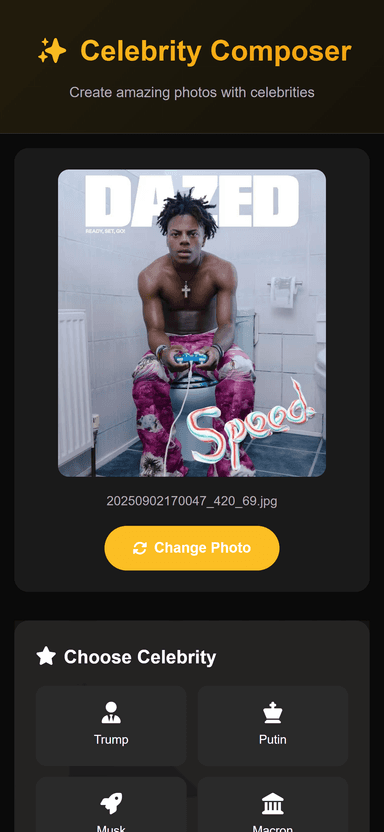 Celebrity Composer
Create amazing photos with celebrities
DAZED
READY, SET, GO!
Speed
20250902170047_420_69.jpg
Change Photo
Choose Celebrity
Trump
Putin
Musk
Macron